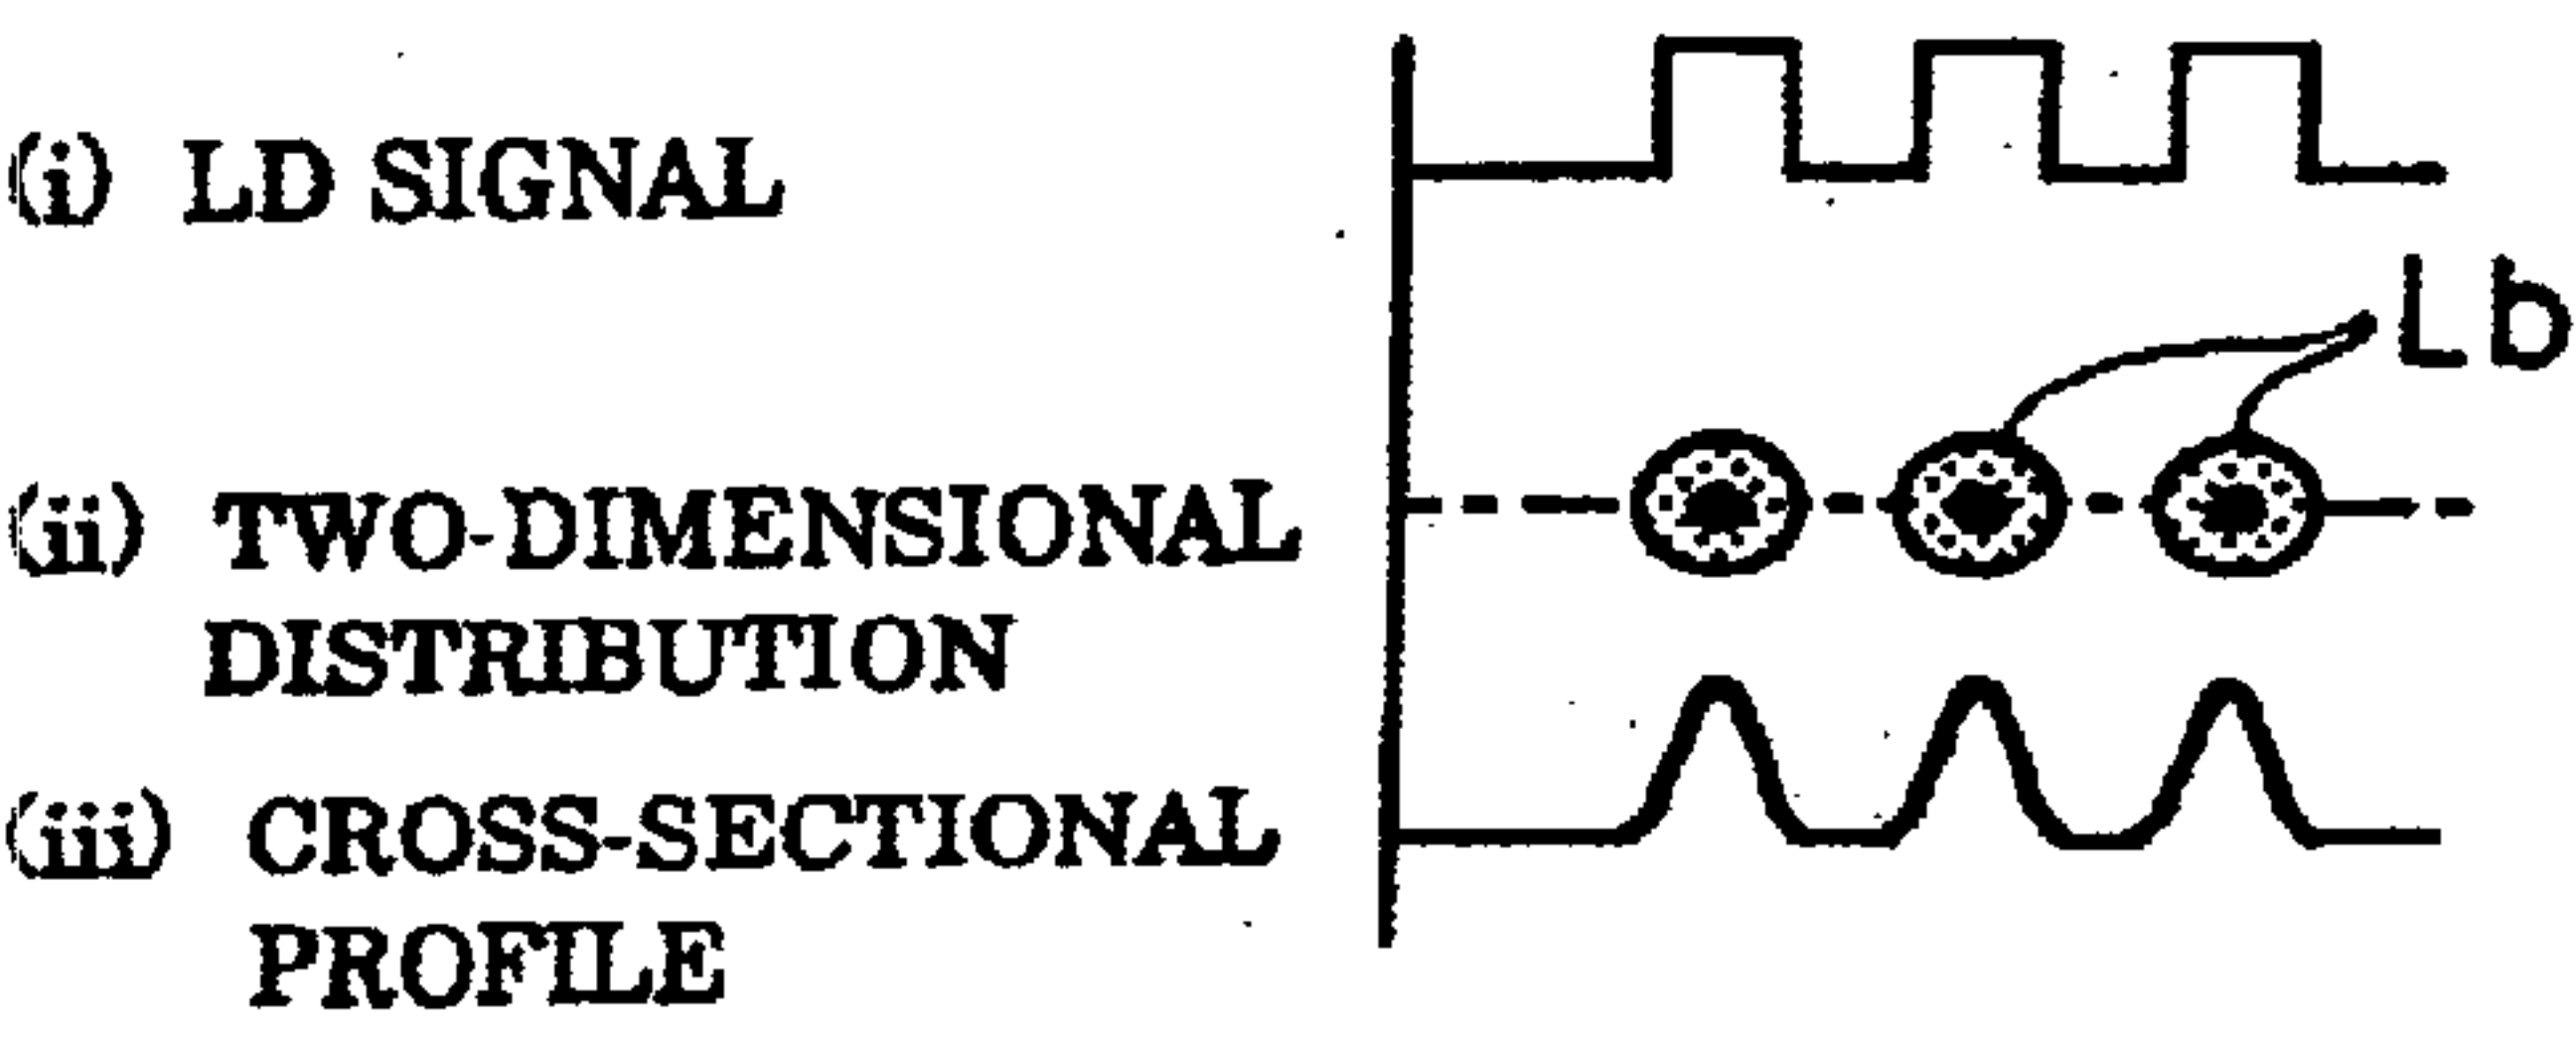 (i) LD SIGNAL
Lb
(ii) TWO-DIMENSIONAL
DISTRIBUTION
(iii) CROSS-SECTIONAL
PROFILE